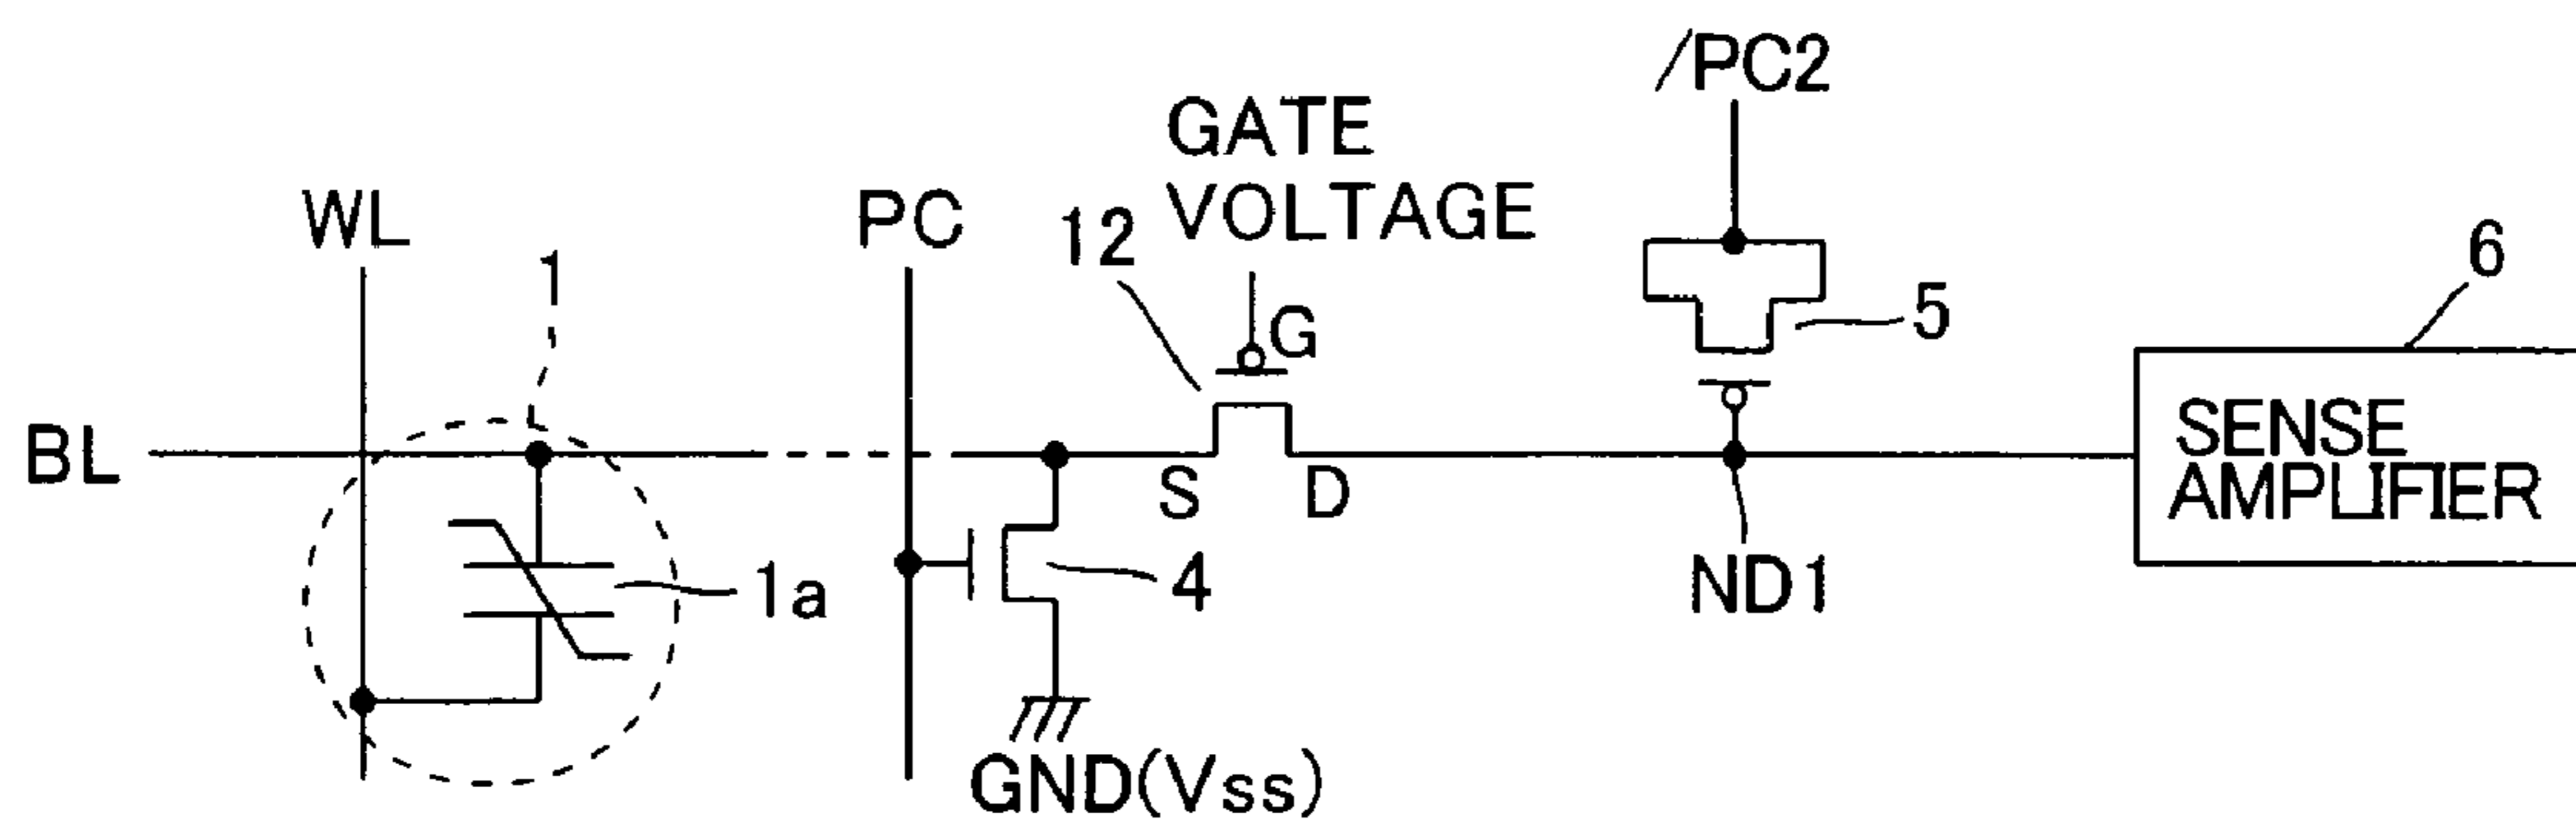 /PC2
GATE
VOLTAGE
WL
PC
12
6
1
G
5
BL
SENSE
AMPLIFIER
S
D
1a
4
ND1
GND(Vss)